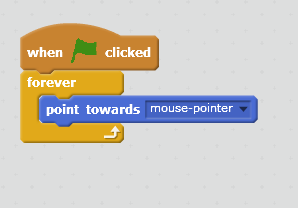 when clicked
forever
point towards mouse-pointer